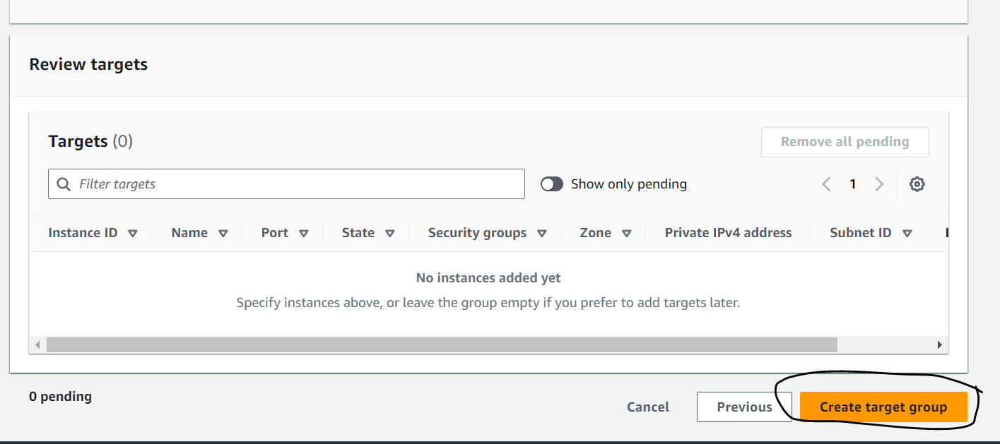 Review targets
Targets (0)
Remove all pending
Filter targets
Show only pending
1
Instance ID Name Port State Security groups Zone Private IPv4 address Subnet ID
No instances added yet
Specify instances above, or leave the group empty if you prefer to add targets later.
0 pending
Cancel
Previous
Create target group